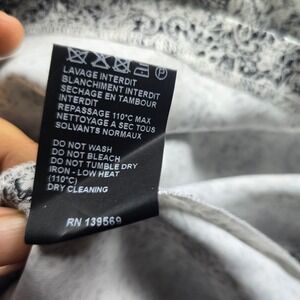 LAVAGE INTERDIT
BLANCHIMENT INTERDIT
SECHAGE EN TAMBOUR
INTERDIT
REPASSAGE 110°C MAX
NETTOYAGE A SEC TOUS
SOLVANTS NORMAUX
DO NOT WASH
DO NOT BLEACH
DO NOT TUMBLE DRY
IRON - LOW HEAT
(110°C)
DRY CLEANING
RN 139569